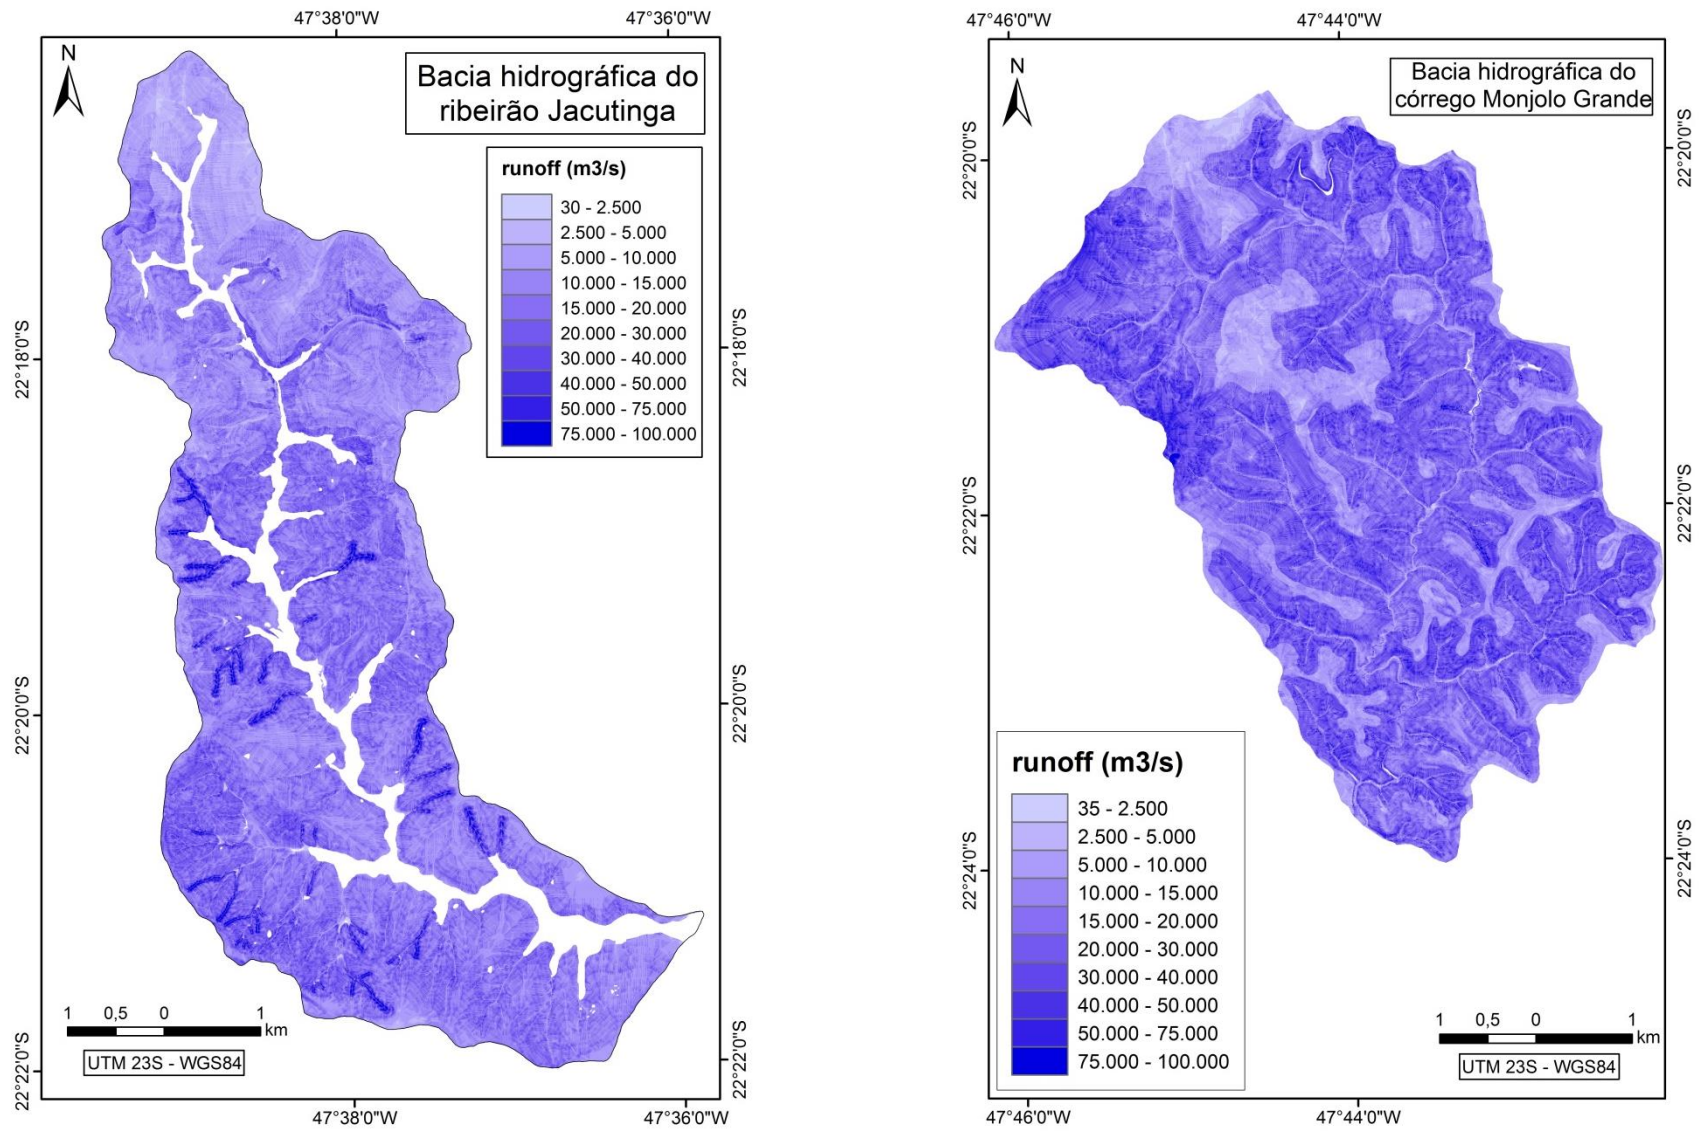 47°38'0"W
47°36'0"W
N
Bacia hidrográfica do
ribeirão Jacutinga
runoff (m3/s)
30 - 2.500
2.500 - 5.000
5.000 - 10.000
10.000 - 15.000
15.000 - 20.000
20.000 - 30.000
30.000 - 40.000
40.000 - 50.000
50.000 - 75.000
75.000 - 100.000
22°18'0"S
22°18'0"S
22°20'0"S
22°20'0"S
22°22'0"S
22°22'0"S
1 0,5 0 1
km
UTM 23S - WGS84
47°38'0"W
47°36'0"W
47°46'0"W
47°44'0"W
N
Bacia hidrográfica do
córrego Monjolo Grande
22°20'0"S
22°20'0"S
22°22'0"S
22°22'0"S
22°24'0"S
22°24'0"S
runoff (m3/s)
35 - 2.500
2.500 - 5.000
5.000 - 10.000
10.000 - 15.000
15.000 - 20.000
20.000 - 30.000
30.000 - 40.000
40.000 - 50.000
50.000 - 75.000
75.000 - 100.000
1 0,5 0 1
km
UTM 23S - WGS84
47°46'0"W
47°44'0"W